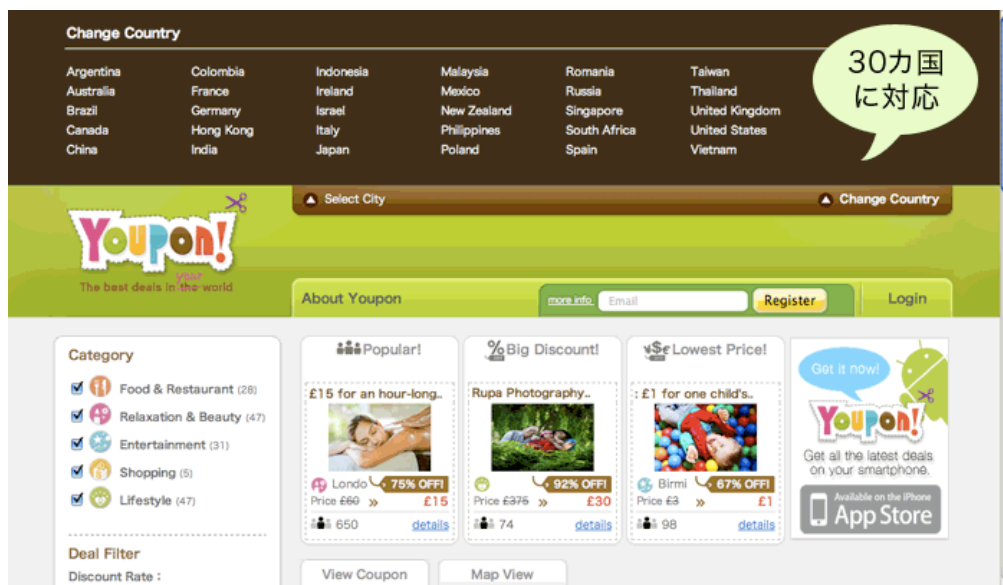 Change Country
Argentina Colombia Indonesia Malaysia Romania Taiwan
Australia France Ireland Mexico Russia Thailand
Brazil Germany Israel New Zealand Singapore United Kingdom
Canada Hong Kong Italy Philippines South Africa United States
China India Japan Poland Spain Vietnam
30カ国
に対応
Select City
Change Country
Youpon!
The best deals in the world
your
About Youpon
more info
Email
Register
Login
Category
Food & Restaurant (28)
Relaxation & Beauty (47)
Entertainment (31)
Shopping (5)
Lifestyle (47)
Deal Filter
Discount Rate :
Popular!
£15 for an hour-long..
Londo
75% OFF!
Price £60 » £15
650
details
% Big Discount!
Rupa Photography..
92% OFF!
Price £375 » £30
74
details
Lowest Price!
: £1 for one child's..
Birmi
67% OFF!
Price £3 » £1
98
details
Get it now!
Youpon!
Get all the latest deals
on your smartphone.
Available on the iPhone
App Store
View Coupon
Map View